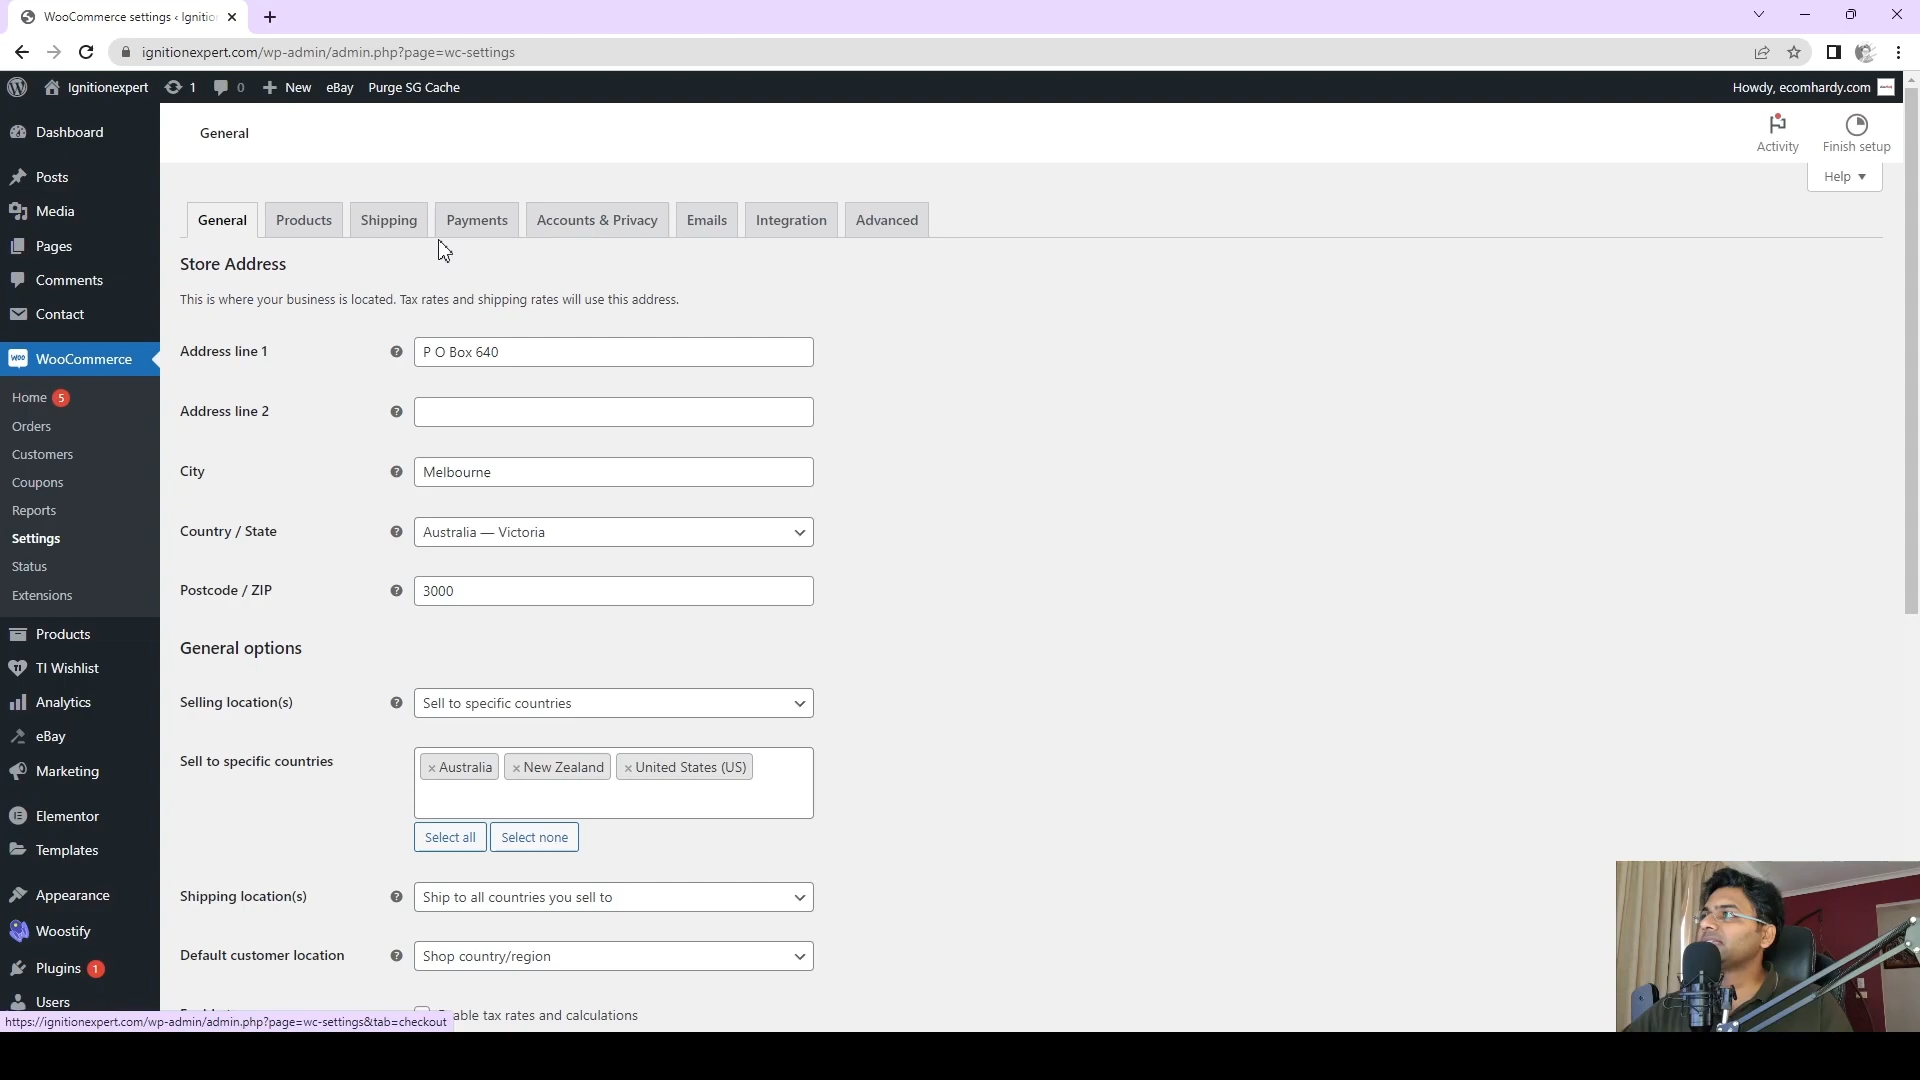 WooCommerce settings ‹ Ignitio
ignitionexpert.com/wp-admin/admin.php?page=wc-settings
Ignitionexpert 1 0 New eBay Purge SG Cache Howdy, ecomhardy.com
Dashboard
Posts
Media
Pages
Comments
Contact
WooCommerce
Home 5
Orders
Customers
Coupons
Reports
Settings
Status
Extensions
Products
TI Wishlist
Analytics
eBay
Marketing
Elementor
Templates
Appearance
Woostify
Plugins 1
Users
General
Activity
Finish setup
Help
General Products Shipping Payments Accounts & Privacy Emails Integration Advanced
Store Address
This is where your business is located. Tax rates and shipping rates will use this address.
Address line 1 P O Box 640
Address line 2
City Melbourne
Country / State Australia — Victoria
Postcode / ZIP 3000
General options
Selling location(s) Sell to specific countries
Sell to specific countries × Australia × New Zealand × United States (US)
Select all Select none
Shipping location(s) Ship to all countries you sell to
Default customer location Shop country/region
able tax rates and calculations
https://ignitionexpert.com/wp-admin/admin.php?page=wc-settings&tab=checkout